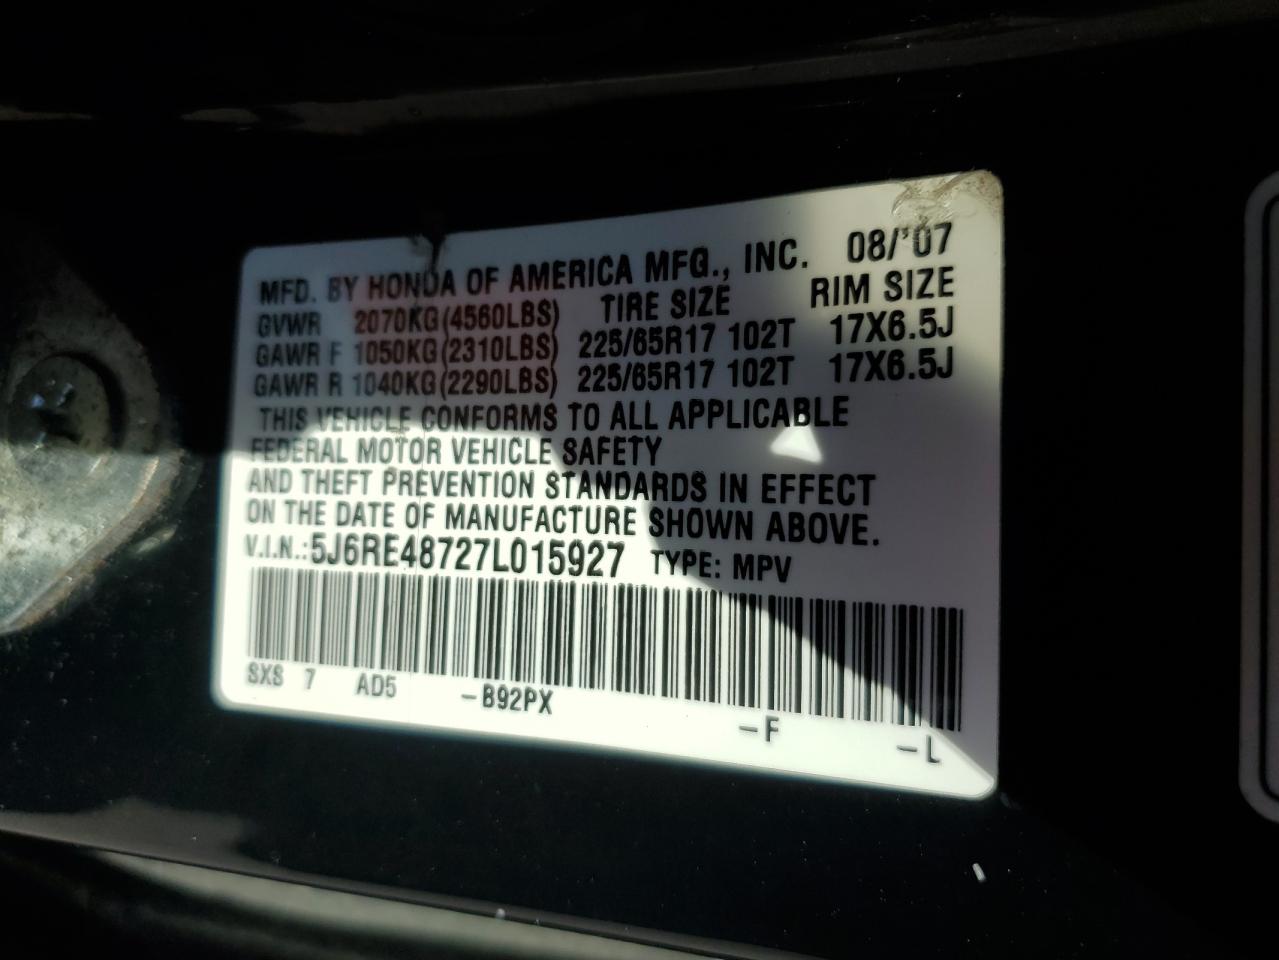 MFD. BY HONDA OF AMERICA MFG., INC. 08/'07
GVWR 2070KG(4560LBS) TIRE SIZE RIM SIZE
GAWR F 1050KG(2310LBS) 225/65R17 102T 17X6.5J
GAWR R 1040KG(2290LBS) 225/65R17 102T 17X6.5J
THIS VEHICLE CONFORMS TO ALL APPLICABLE
FEDERAL MOTOR VEHICLE SAFETY
AND THEFT PREVENTION STANDARDS IN EFFECT
ON THE DATE OF MANUFACTURE SHOWN ABOVE.
V.I.N.:5J6RE48727L015927 TYPE: MPV
SXS 7 AD5 -B92PX -F -L